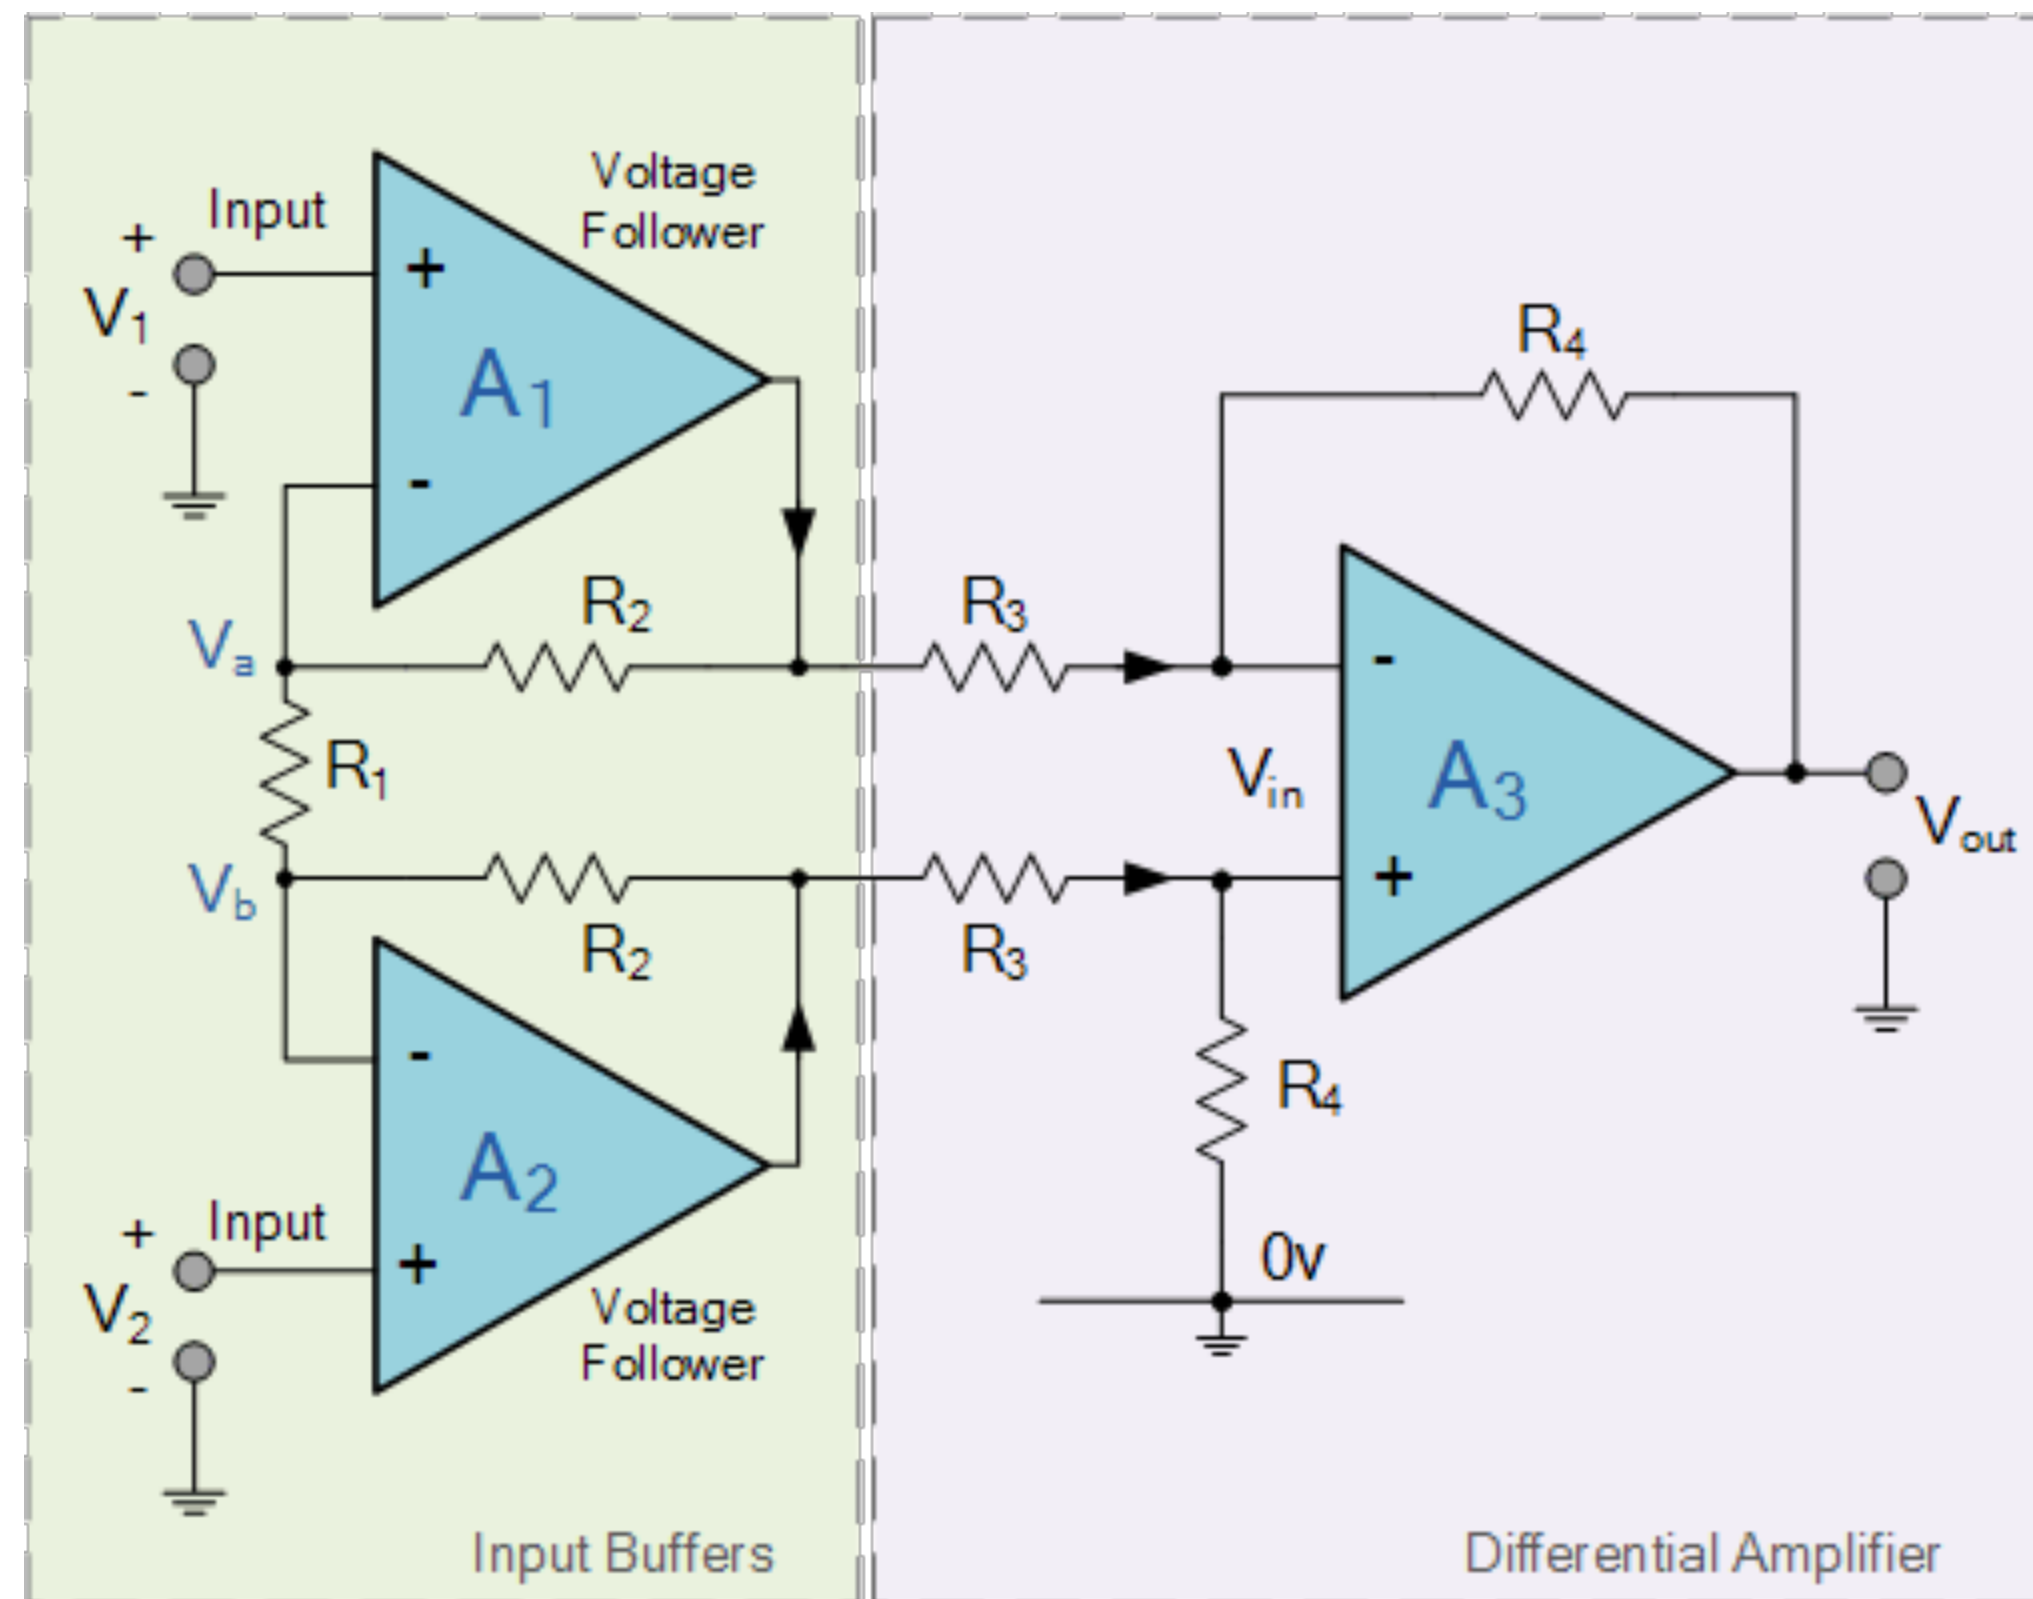 Voltage
Follower
Input
+
V1
-
+
A1
-
R4
R2
R3
Va
-
R1
Vin
A3
Vout
Vb
+
R2
R3
-
R4
A2
+
Input
V2
-
+
0v
Voltage
Follower
Input Buffers
Differential Amplifier